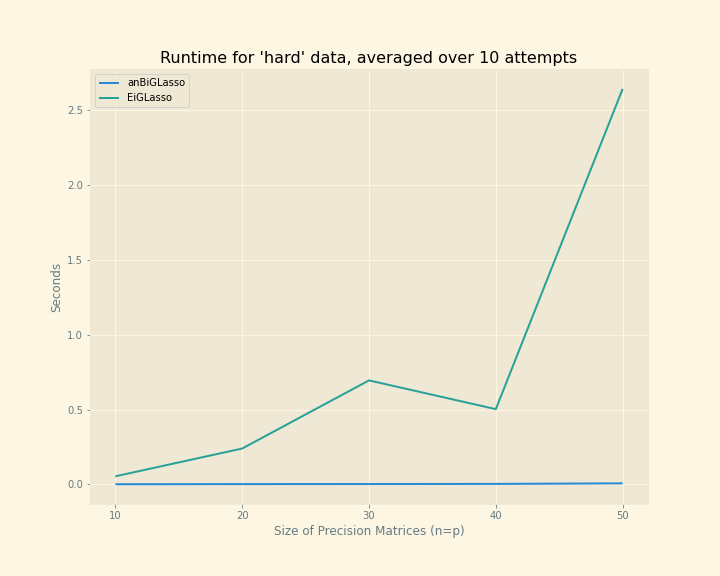 Runtime for 'hard' data, averaged over 10 attempts
anBiGLasso
EiGLasso
2.5
2.0
1.5
1.0
0.5
0.0
Seconds
10 20 30 40 50
Size of Precision Matrices (n=p)